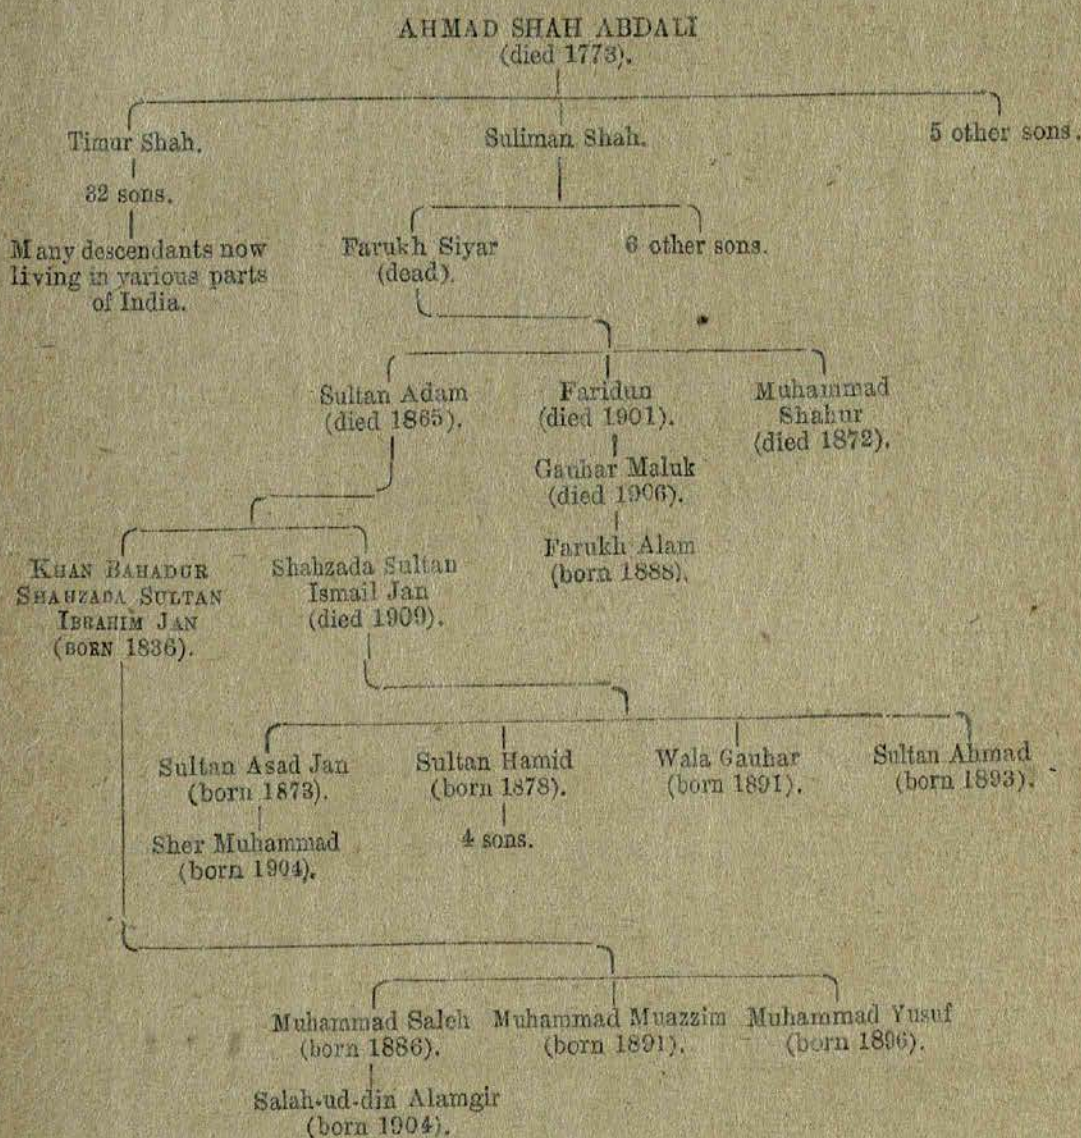 AHMAD SHAH ABDALI
(died 1773).
Timur Shah.
Suliman Shah.
5 other sons.
32 sons.
Many descendants now
living in various parts
of India.
Farukh Siyar
(dead).
6 other sons.
Sultan Adam
(died 1865).
Faridun
(died 1901).
Muhammad
Shahur
(died 1872).
Gauhar Maluk
(died 1906).
Farukh Alam
(born 1888).
KHAN BAHADUR
SHAHZADA SULTAN
IBRAHIM JAN
(BORN 1836).
Shahzada Sultan
Ismail Jan
(died 1909).
Sultan Asad Jan
(born 1873).
Sultan Hamid
(born 1878).
Wala Gauhar
(born 1891).
Sultan Ahmad
(born 1893).
Sher Muhammad
(born 1904).
4 sons.
Muhammad Saleh
(born 1886).
Muhammad Muazzim
(born 1891).
Muhammad Yusuf
(born 1896).
Salah-ud-din Alamgir
(born 1904).